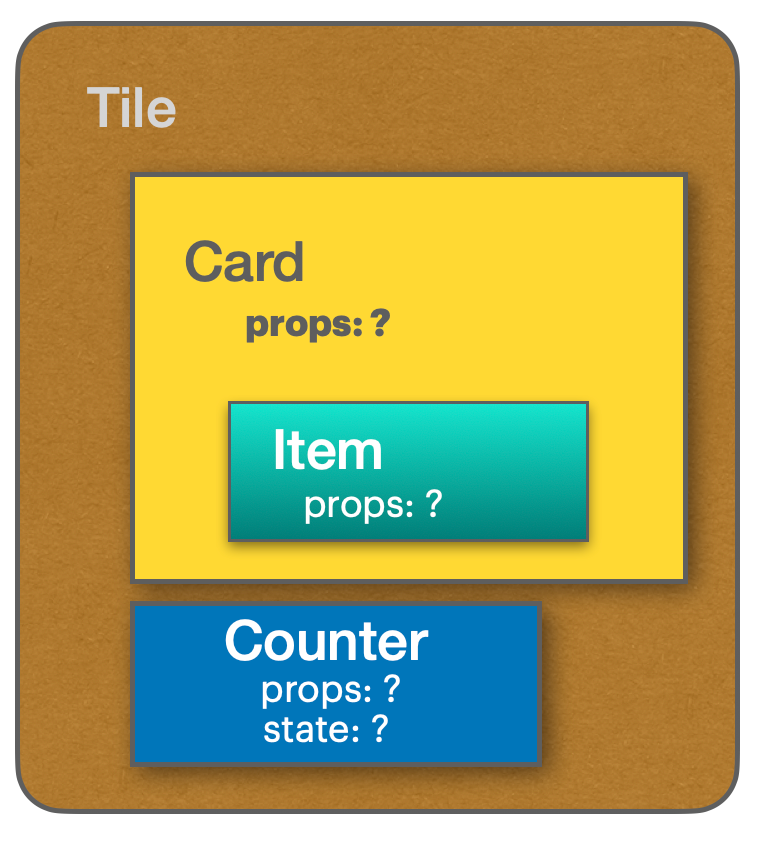 Tile
Card
props: ?
Item
props: ?
Counter
props: ?
state: ?